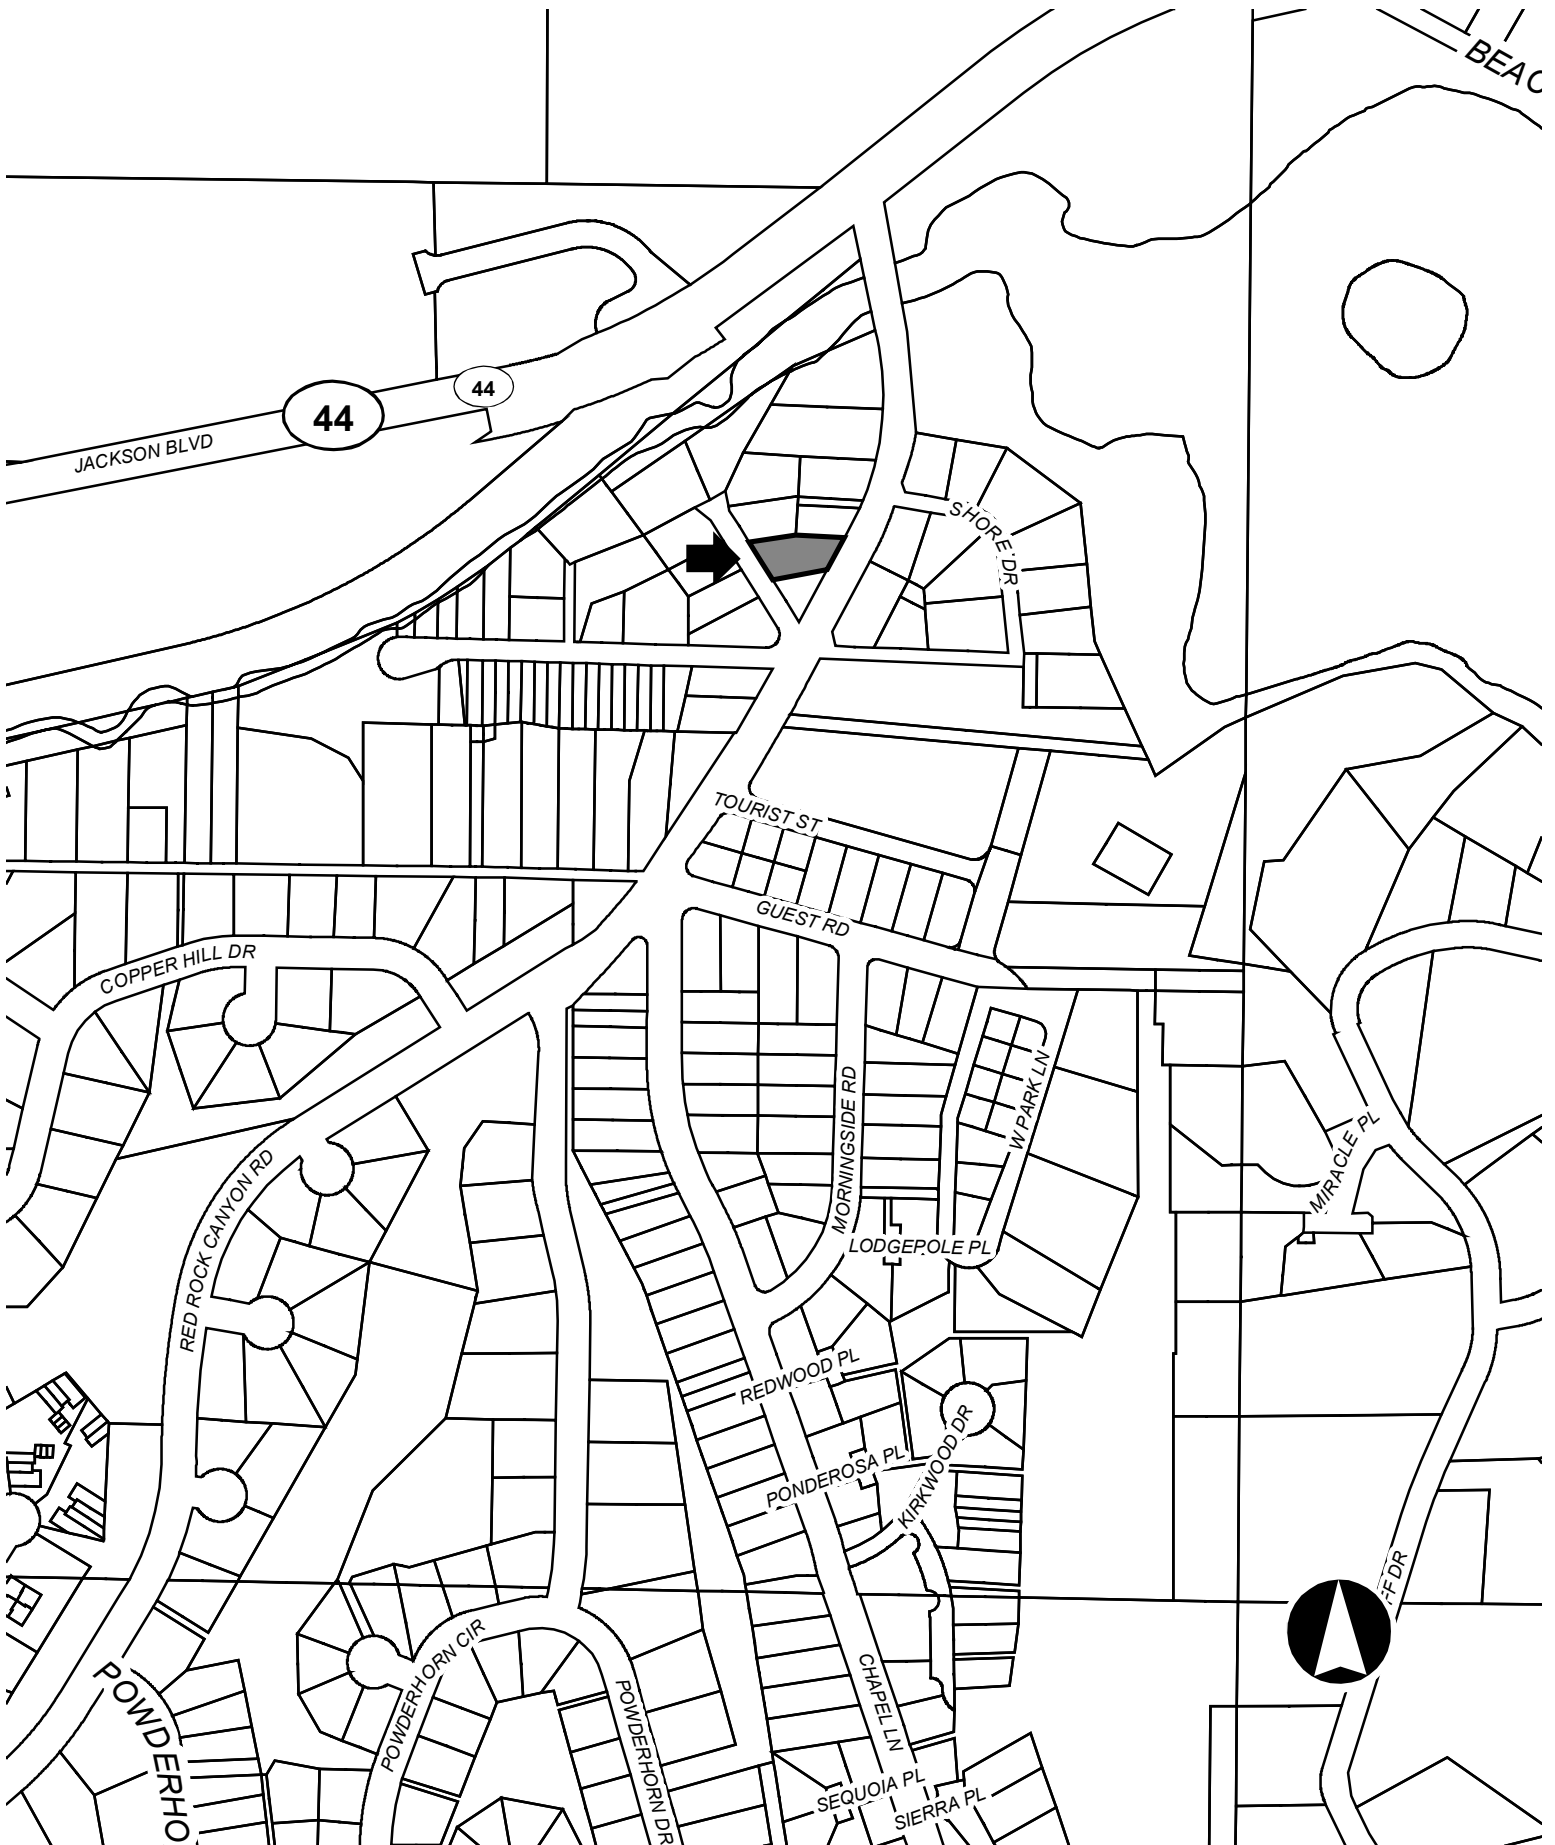 BEAC
44
44
JACKSON BLVD
SHORE DR
TOURIST ST
GUEST RD
COPPER HILL DR
W PARK LN
MORNINGSIDE RD
MIRACLE PL
RED ROCK CANYON RD
LODGEPOLE PL
REDWOOD PL
KIRKWOOD DR
PONDEROSA PL
FF DR
POWDERHORN CIR
POWDERHO
POWDERHORN DR
CHAPEL LN
SEQUOIA PL
SIERRA PL